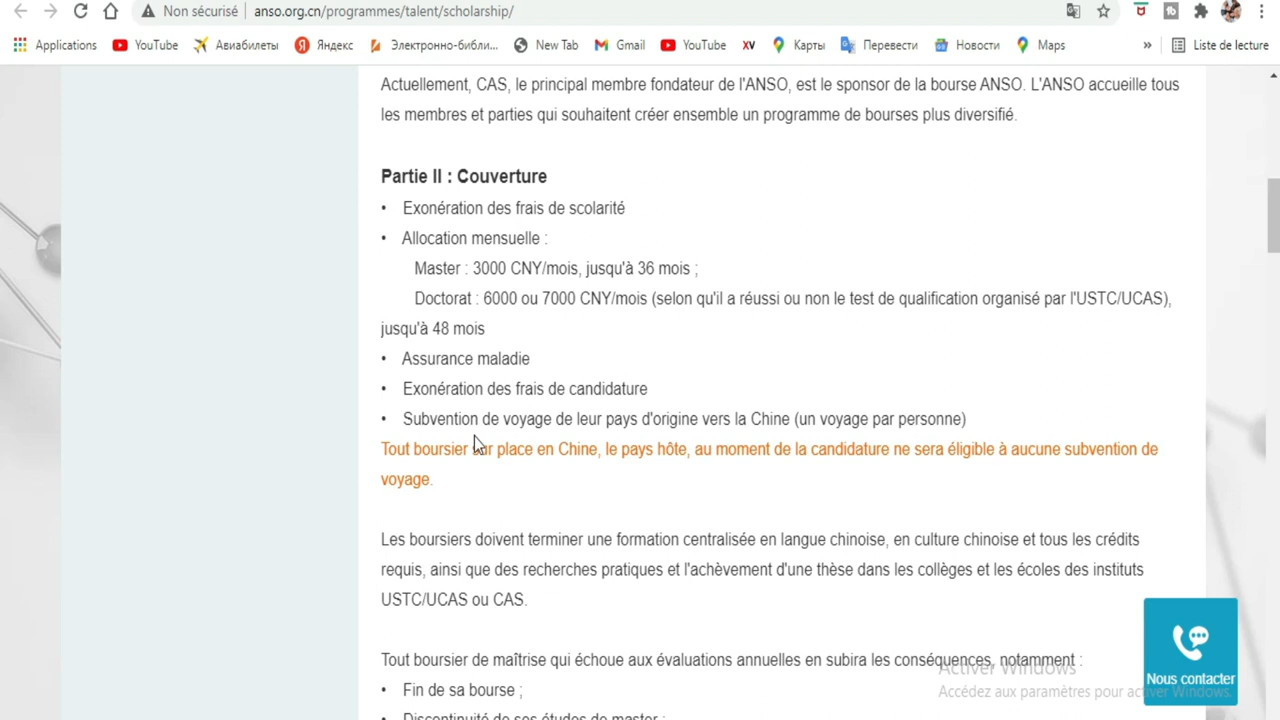 Non sécurisé anso.org.cn/programmes/talent/scholarship/
Applications YouTube Авиабилеты Яндекс Электронно-библи... New Tab Gmail YouTube XV Карты Перевести Новости Maps » Liste de lecture
Actuellement, CAS, le principal membre fondateur de l'ANSO, est le sponsor de la bourse ANSO. L'ANSO accueille tous
les membres et parties qui souhaitent créer ensemble un programme de bourses plus diversifié.
Partie II : Couverture
• Exonération des frais de scolarité
• Allocation mensuelle :
Master : 3000 CNY/mois, jusqu'à 36 mois ;
Doctorat : 6000 ou 7000 CNY/mois (selon qu'il a réussi ou non le test de qualification organisé par l'USTC/UCAS),
jusqu'à 48 mois
• Assurance maladie
• Exonération des frais de candidature
• Subvention de voyage de leur pays d'origine vers la Chine (un voyage par personne)
Tout boursier sur place en Chine, le pays hôte, au moment de la candidature ne sera éligible à aucune subvention de
voyage.
Les boursiers doivent terminer une formation centralisée en langue chinoise, en culture chinoise et tous les crédits
requis, ainsi que des recherches pratiques et l'achèvement d'une thèse dans les collèges et les écoles des instituts
USTC/UCAS ou CAS.
Tout boursier de maîtrise qui échoue aux évaluations annuelles en subira les conséquences, notamment :
• Fin de sa bourse ;
• Discontinuité de ses études de master ;
Nous contacter
Activer Windows
Accédez aux paramètres pour activer Windows.